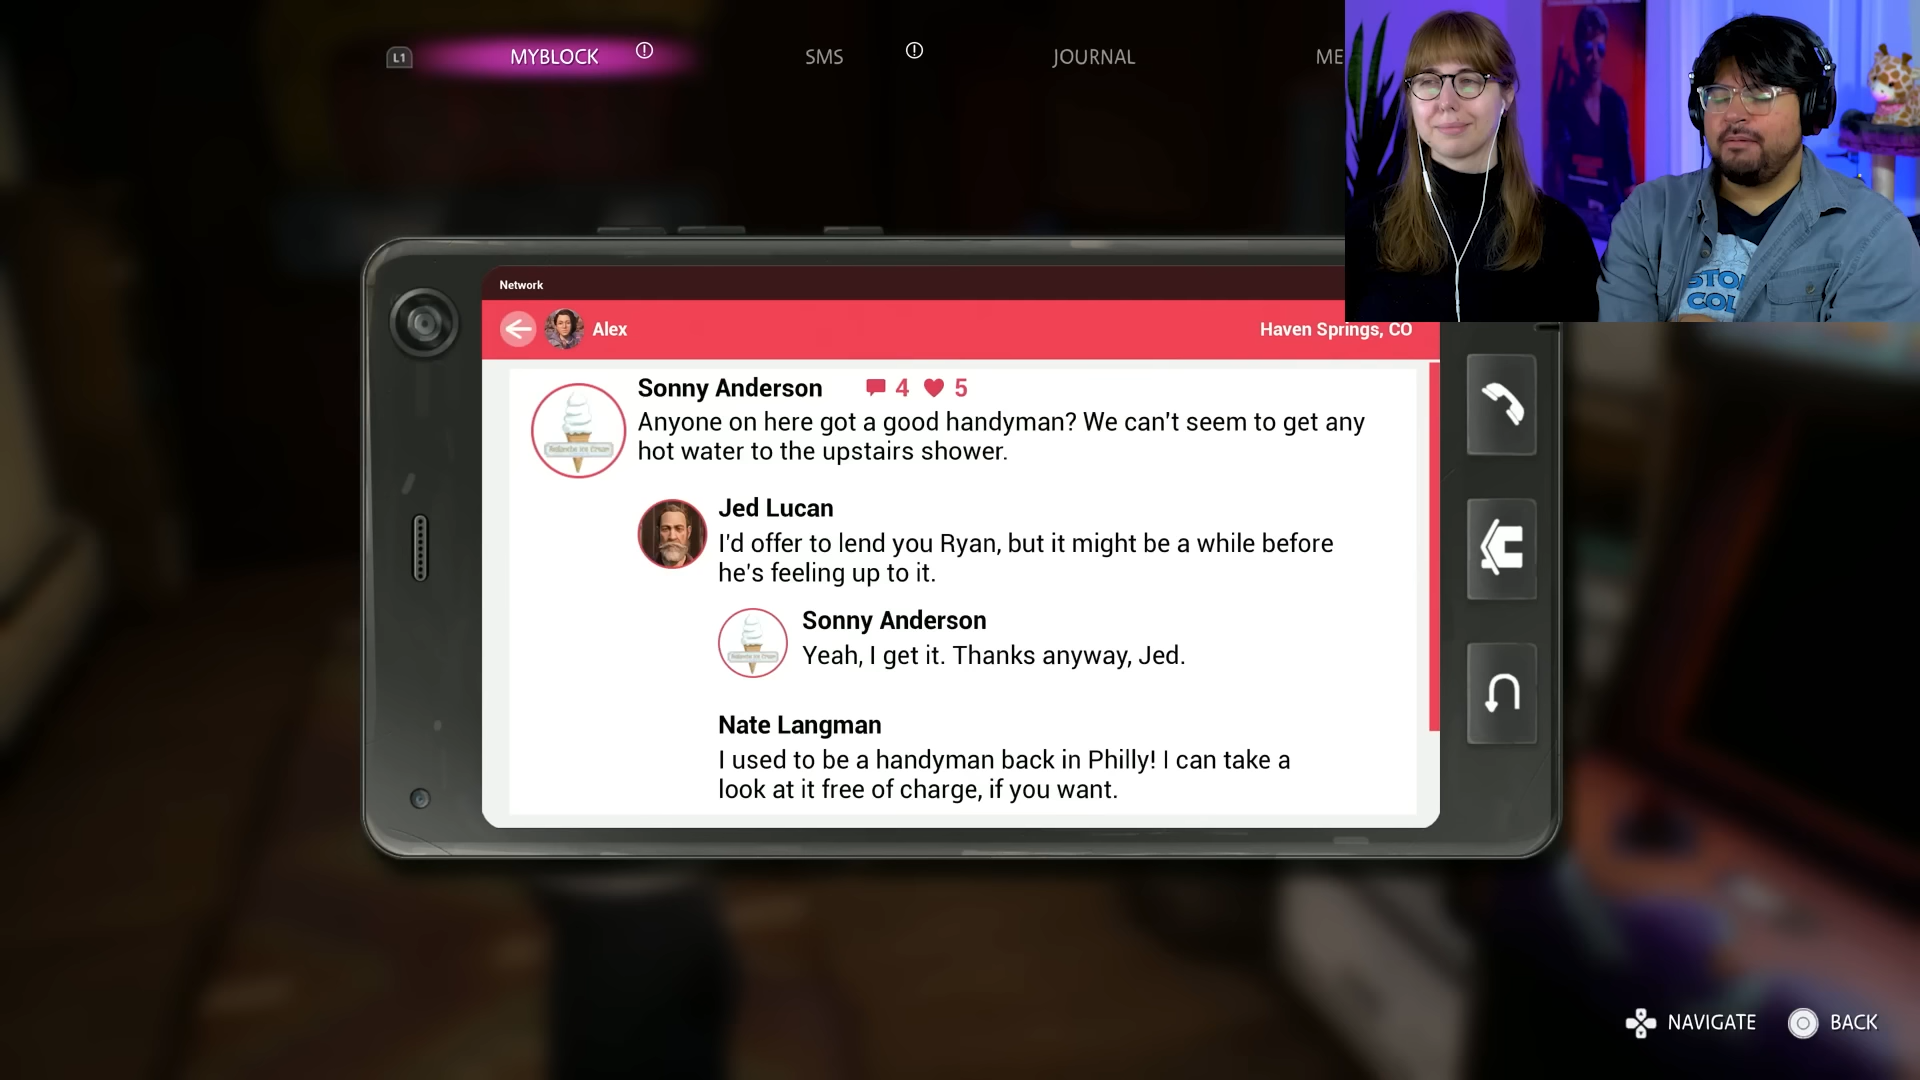 L1
MYBLOCK
SMS
JOURNAL
ME
Network
Alex
Haven Springs, CO
Sonny Anderson 4 5
Anyone on here got a good handyman? We can't seem to get any
hot water to the upstairs shower.
Jed Lucan
I'd offer to lend you Ryan, but it might be a while before
he's feeling up to it.
Sonny Anderson
Yeah, I get it. Thanks anyway, Jed.
Nate Langman
I used to be a handyman back in Philly! I can take a
look at it free of charge, if you want.
NAVIGATE
BACK